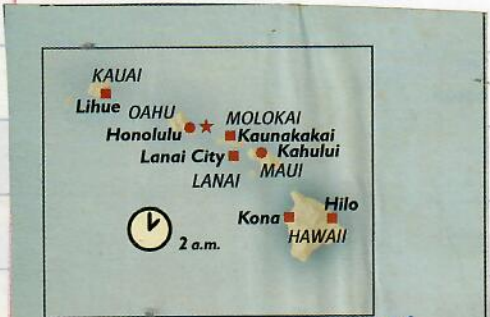 KAUAI
Lihue
OAHU
Honolulu
MOLOKAI
Kaunakakai
Lanai City
Kahului
LANAI
MAUI
Kona
Hilo
HAWAII
2 a.m.